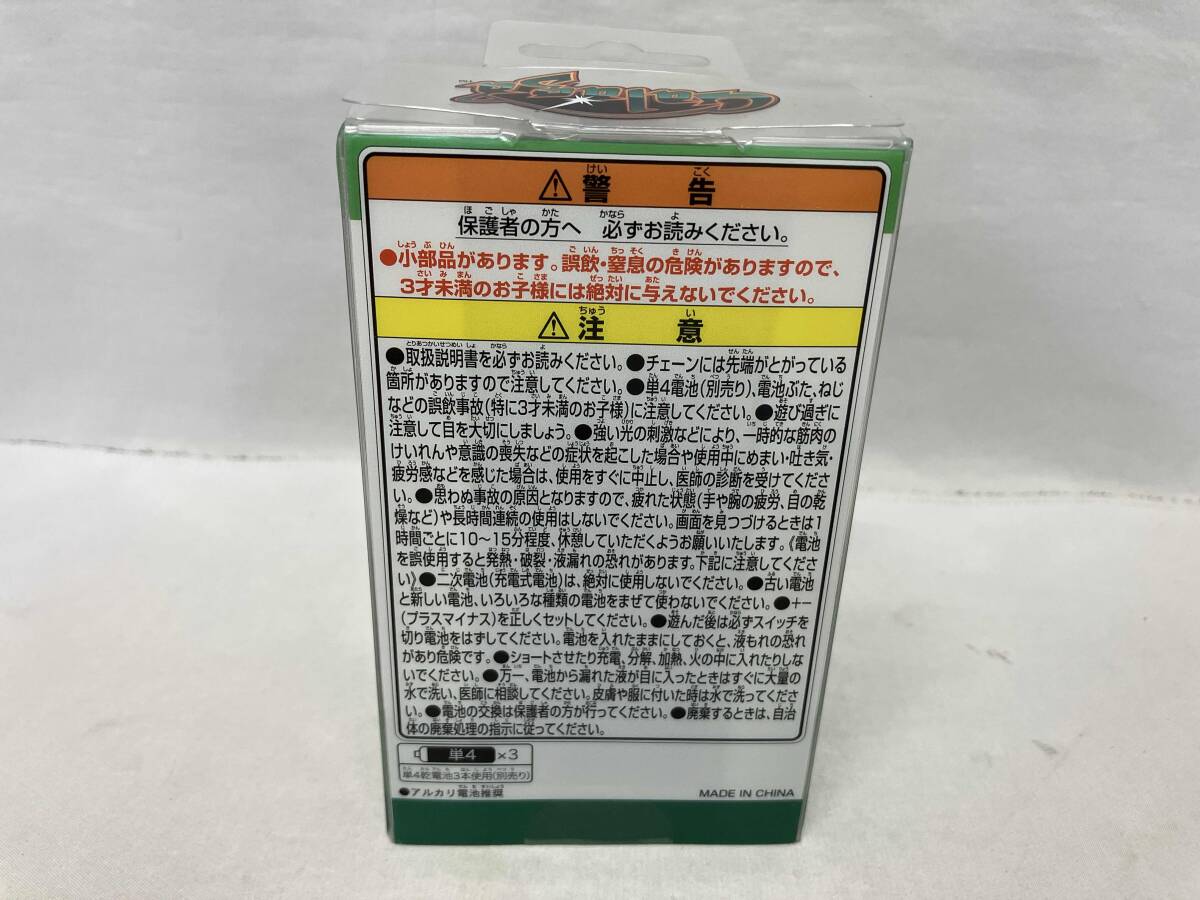 Galaga
⚠警告
保護者の方へ 必ずお読みください。
●小部品があります。誤飲・窒息の危険がありますので、
3才未満のお子様には絶対に与えないでください。
⚠注意
●取扱説明書を必ずお読みください。●チェーンには先端がとがっている
箇所がありますので注意してください。●単4電池(別売り)、電池ぶた、ねじ
などの誤飲事故(特に3才未満のお子様)に注意してください。●遊び過ぎに
注意して目を大切にしましょう。●強い光の刺激などにより、一時的な筋肉の
けいれんや意識の喪失などの症状を起こした場合や使用中にめまい・吐き気・
疲労感などを感じた場合は、使用をすぐに中止し、医師の診断を受けてくださ
い。●思わぬ事故の原因となりますので、疲れた状態(手や腕の疲労、目の乾
燥など)や長時間連続の使用はしないでください。画面を見つづけるときは1
時間ごとに10〜15分程度、休憩していただくようお願いいたします。《電池
を誤使用すると発熱・破裂・液漏れの恐れがあります。下記に注意してくださ
い》●二次電池(充電式電池)は、絶対に使用しないでください。●古い電池
と新しい電池、いろいろな種類の電池をまぜて使わないでください。●+−
(プラスマイナス)を正しくセットしてください。●遊んだ後は必ずスイッチを
切り電池をはずしてください。電池を入れたままにしておくと、液もれの恐れ
があり危険です。●ショートさせたり充電、分解、加熱、火の中に入れたりしな
いでください。●万一、電池から漏れた液が目に入ったときはすぐに大量の
水で洗い、医師に相談してください。皮膚や服に付いた時は水で洗ってくださ
い。●電池の交換は保護者の方が行ってください。●廃棄するときは、自治
体の廃棄処理の指示に従ってください。
単4×3
単4乾電池3本使用(別売り)
●アルカリ電池推奨
MADE IN CHINA